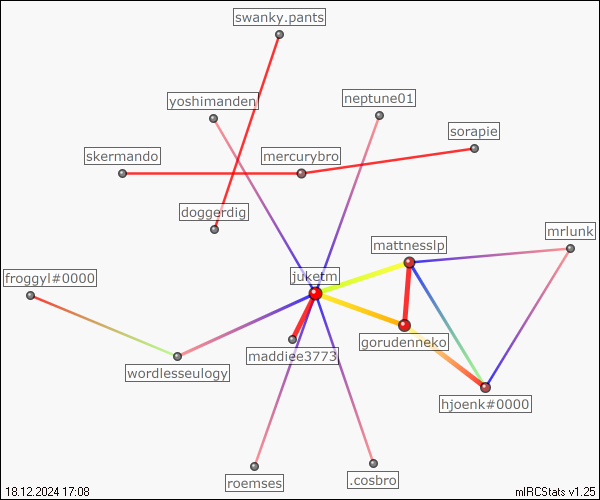 swanky.pants
yoshimanden
neptune01
sorapie
skermando
mercurybro
doggerdig
mrlunk
mattnesslp
juketm
froggyl#0000
gorudenneko
maddiee3773
wordlesseulogy
hjoenk#0000
roemses
.cosbro
18.12.2024 17:08
mIRCStats v1.25